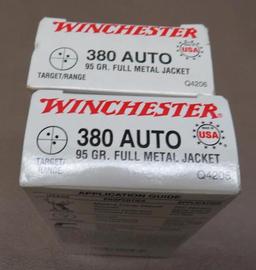 WINCHESTER
380 AUTO
95 GR. FULL METAL JACKET
USA
TARGET/RANGE
Q4206
WINCHESTER
380 AUTO
95 GR. FULL METAL JACKET
USA
TARGET/
RANGE
Q4206
APPLICATION GUIDE